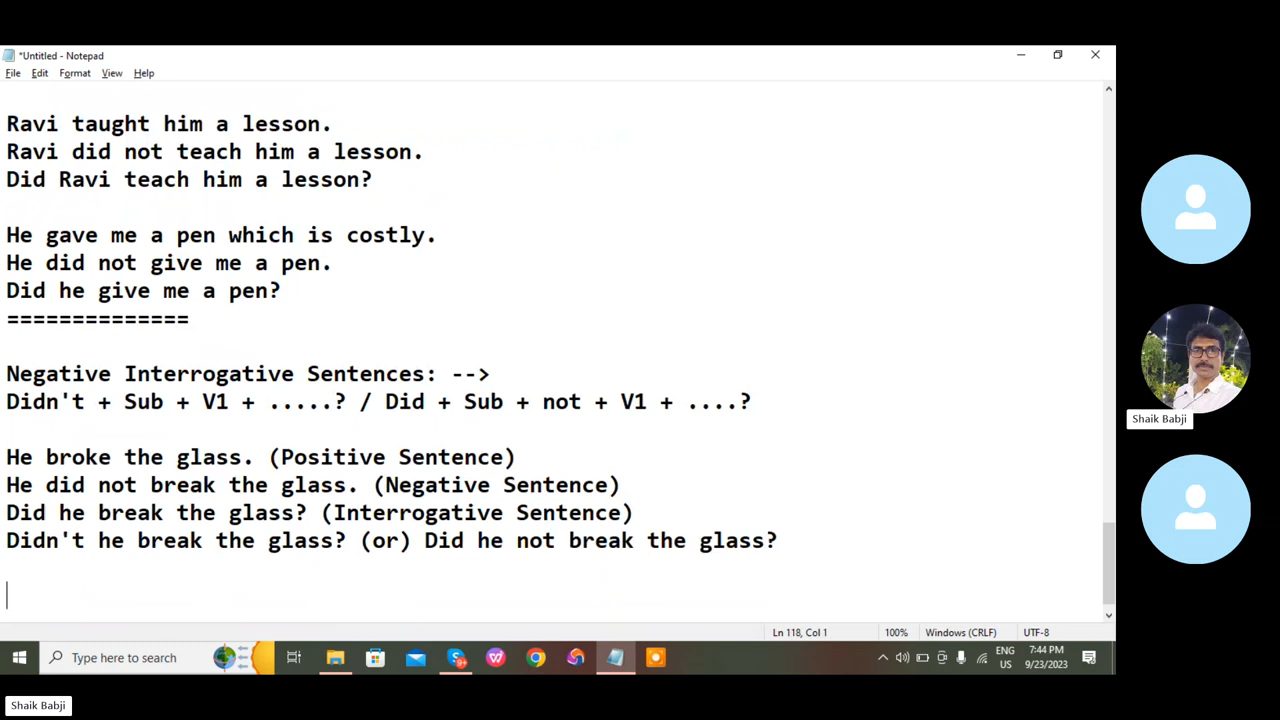 *Untitled - Notepad
File Edit Format View Help
Ravi taught him a lesson.
Ravi did not teach him a lesson.
Did Ravi teach him a lesson?
He gave me a pen which is costly.
He did not give me a pen.
Did he give me a pen?
==============
Negative Interrogative Sentences: -->
Didn't + Sub + V1 + .....? / Did + Sub + not + V1 + ....?
He broke the glass. (Positive Sentence)
He did not break the glass. (Negative Sentence)
Did he break the glass? (Interrogative Sentence)
Didn't he break the glass? (or) Did he not break the glass?
Shaik Babji
Ln 118, Col 1 100% Windows (CRLF) UTF-8
Type here to search
ENG
US
7:44 PM
9/23/2023
Shaik Babji